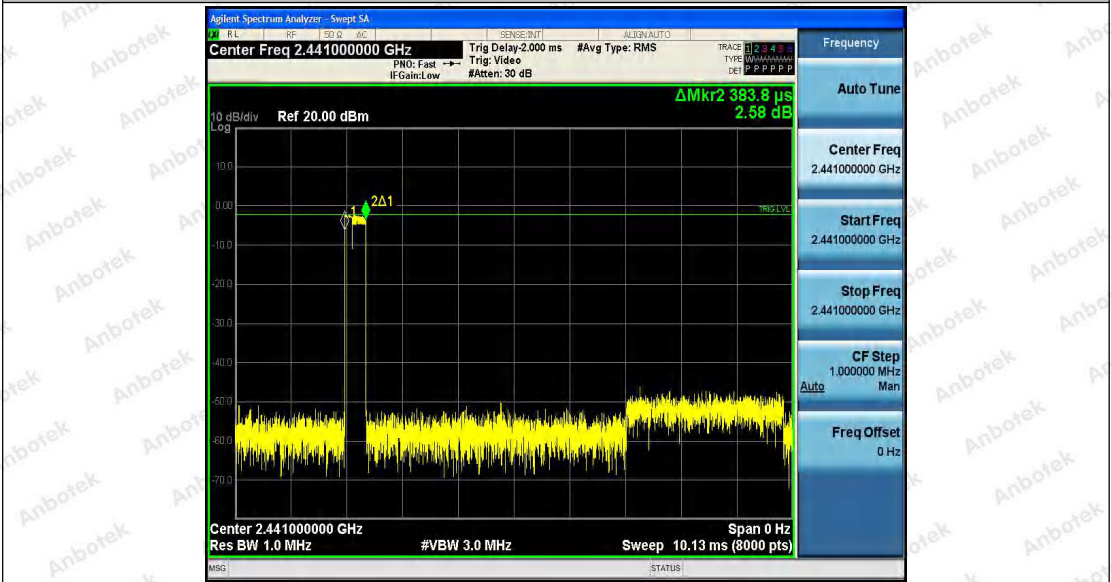 Agilent Spectrum Analyzer - Swept SA
RL RF 50 Ω AC SENSE:INT ALIGN AUTO
Center Freq 2.441000000 GHz
PNO: Fast
IFGain:Low
Trig Delay-2.000 ms
Trig: Video
#Atten: 30 dB
#Avg Type: RMS
TRACE 1 2 3 4 5 6
TYPE WWWWWW
DET P P P P P P
ΔMkr2 383.8 µs
2.58 dB
10 dB/div
Log
Ref 20.00 dBm
10.0
0.00
-10.0
-20.0
-30.0
-40.0
-50.0
-60.0
-70.0
1
2Δ1
TRIG LVL
Center 2.441000000 GHz
Span 0 Hz
Res BW 1.0 MHz
#VBW 3.0 MHz
Sweep 10.13 ms (8000 pts)
MSG
STATUS
Frequency
Auto Tune
Center Freq
2.441000000 GHz
Start Freq
2.441000000 GHz
Stop Freq
2.441000000 GHz
CF Step
1.000000 MHz
Auto Man
Freq Offset
0 Hz
Anbotek